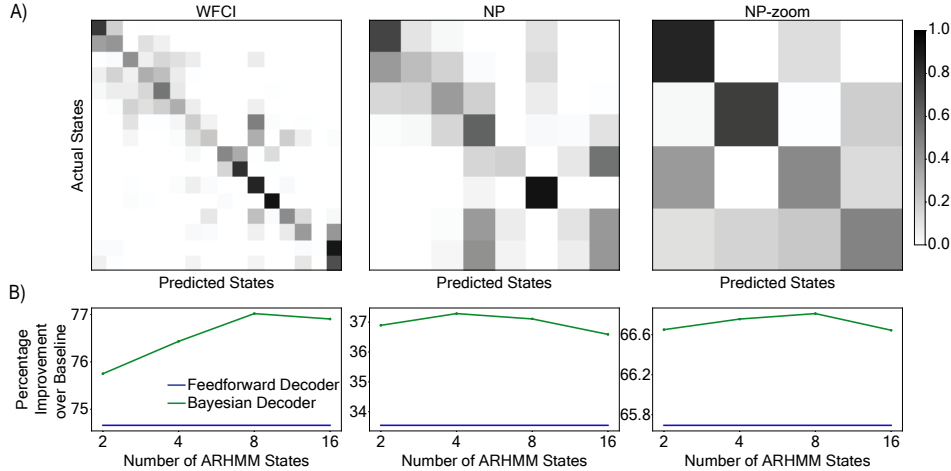 A)
WFCI
NP
NP-zoom
Actual States
Predicted States
Predicted States
Predicted States
1.0
0.8
0.6
0.4
0.2
0.0
B)
Percentage
Improvement
over Baseline
77
76
75
Feedforward Decoder
Bayesian Decoder
2
4
8
16
Number of ARHMM States
37
36
35
34
2
4
8
16
Number of ARHMM States
66.6
66.2
65.8
2
4
8
16
Number of ARHMM States